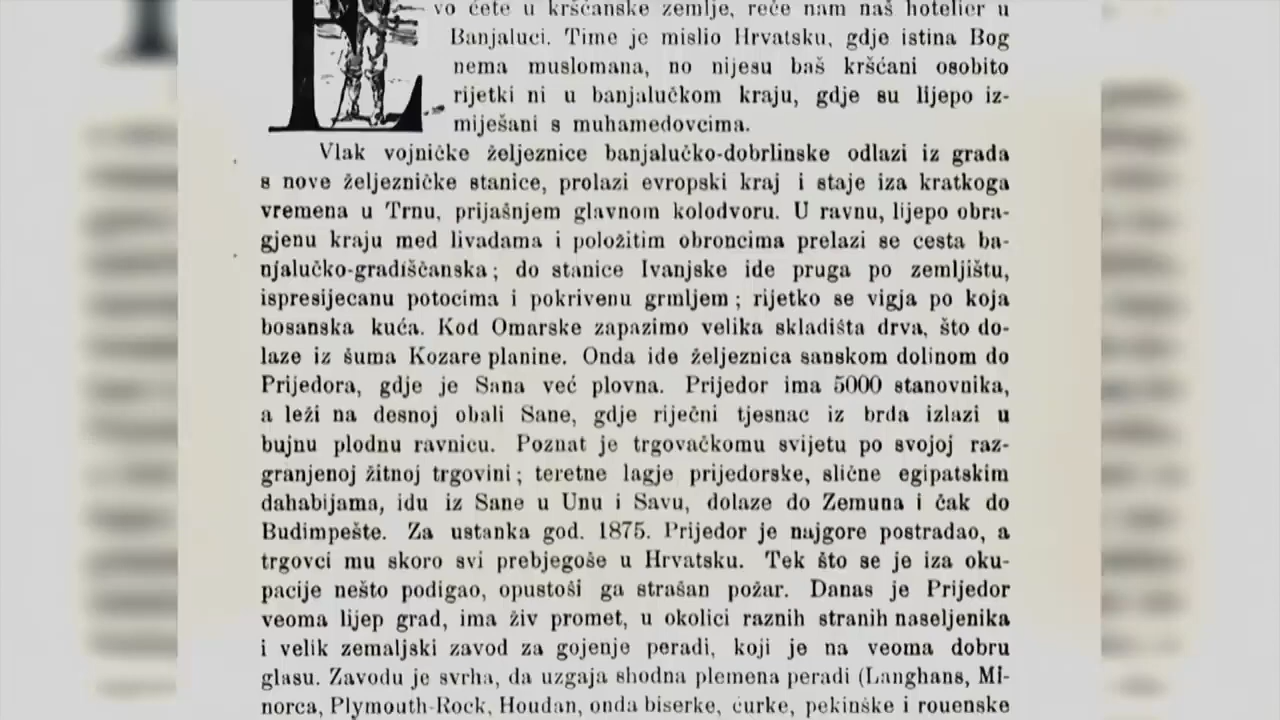 vo ćete u kršćanske zemlje, reče nam naš hotelier u
Banjaluci. Time je mislio Hrvatsku, gdje istina Bog
nema muslomana, no nijesu baš kršćani osobito
rijetki ni u banjalučkom kraju, gdje su lijepo iz-
miješani s muhamedovcima.
Vlak vojničke željeznice banjalučko-dobrlinske odlazi iz grada
s nove željezničke stanice, prolazi evropski kraj i staje iza kratkoga
vremena u Trnu, prijašnjem glavnom kolodvoru. U ravnu, lijepo obra-
gjenu kraju med livadama i položitim obroncima prelazi se cesta ba-
njalučko-gradiščanska; do stanice Ivanjske ide pruga po zemljištu,
ispresijecanu potocima i pokrivenu grmljem; rijetko se vigja po koja
bosanska kuća. Kod Omarske zapazimo velika skladišta drva, što do-
laze iz šuma Kozare planine. Onda ide željeznica sanskom dolinom do
Prijedora, gdje je Sana već plovna. Prijedor ima 5000 stanovnika,
a leži na desnoj obali Sane, gdje riječni tjesnac iz brda izlazi u
bujnu plodnu ravnicu. Poznat je trgovačkomu svijetu po svojoj raz-
granjenoj žitnoj trgovini; teretne lagje prijedorske, slične egipatskim
dahabijama, idu iz Sane u Unu i Savu, dolaze do Zemuna i čak do
Budimpešte. Za ustanka god. 1875. Prijedor je najgore postradao, a
trgovci mu skoro svi prebjegoše u Hrvatsku. Tek što se je iza oku-
pacije nešto podigao, opustoši ga strašan požar. Danas je Prijedor
veoma lijep grad, ima živ promet, u okolici raznih stranih naseljenika
i velik zemaljski zavod za gojenje peradi, koji je na veoma dobru
glasu. Zavodu je svrha, da uzgaja shodna plemena peradi (Langhans, Mi-
norca, Plymouth-Rock, Houdan, onda biserke, ćurke, pekinške i rouenske